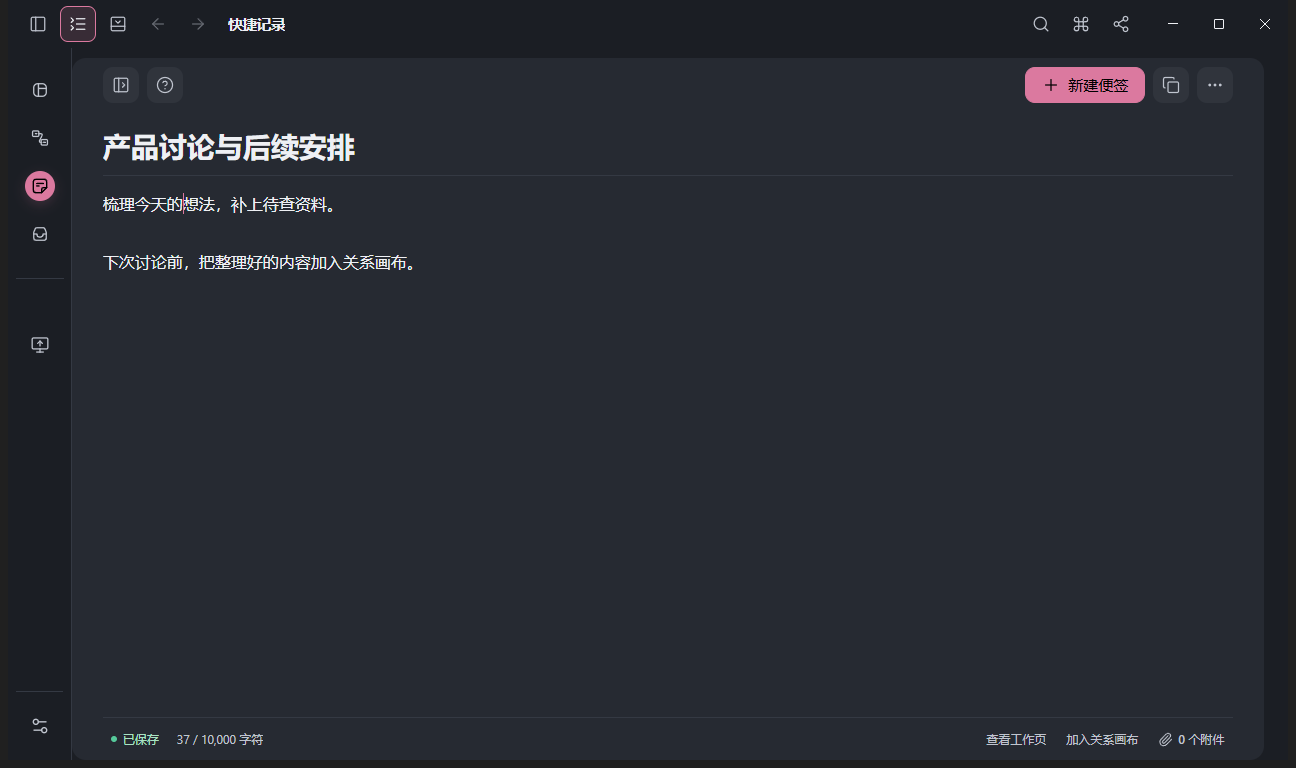 快捷记录
新建便签
产品讨论与后续安排
梳理今天的想法，补上待查资料。
下次讨论前，把整理好的内容加入关系画布。
已保存 37 / 10,000 字符 查看工作页 加入关系画布 0 个附件